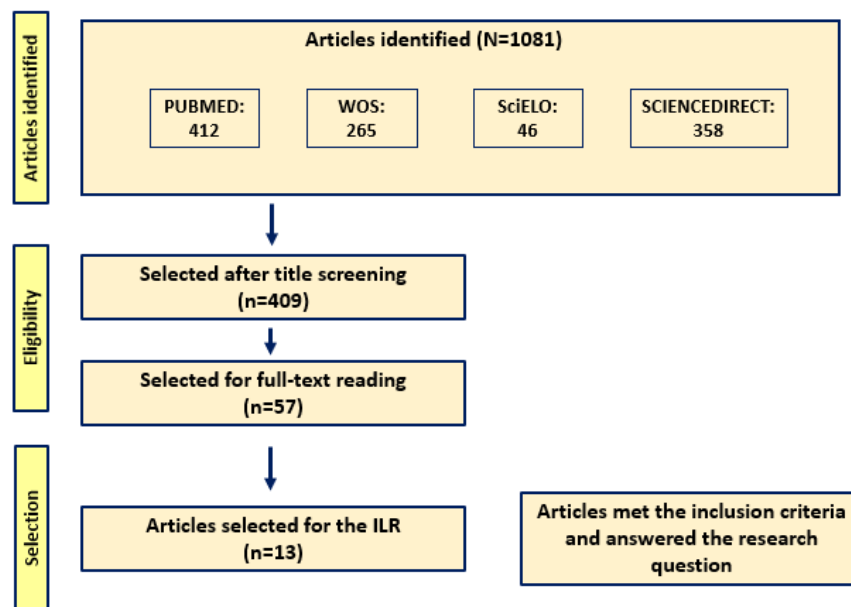 Articles identified
Articles identified (N=1081)
PUBMED:
412
WOS:
265
SciELO:
46
SCIENCEDIRECT:
358
Eligibility
Selected after title screening
(n=409)
Selected for full-text reading
(n=57)
Selection
Articles selected for the ILR
(n=13)
Articles met the inclusion criteria
and answered the research
question